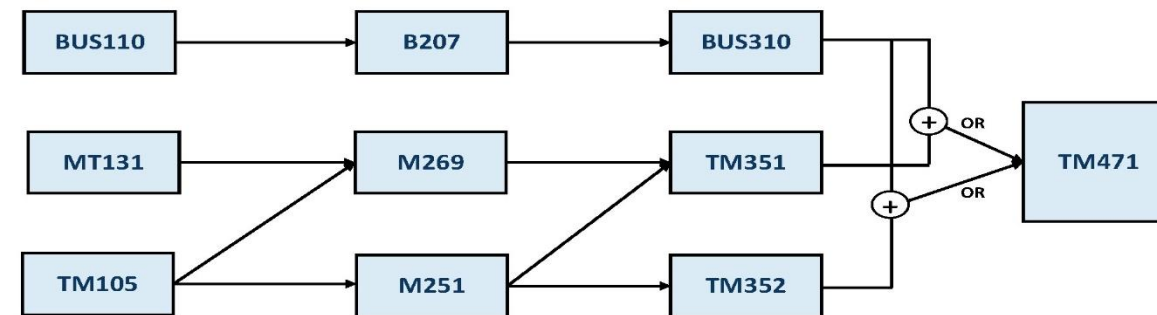 BUS110
B207
BUS310
+
OR
MT131
M269
TM351
TM471
+
OR
TM105
M251
TM352